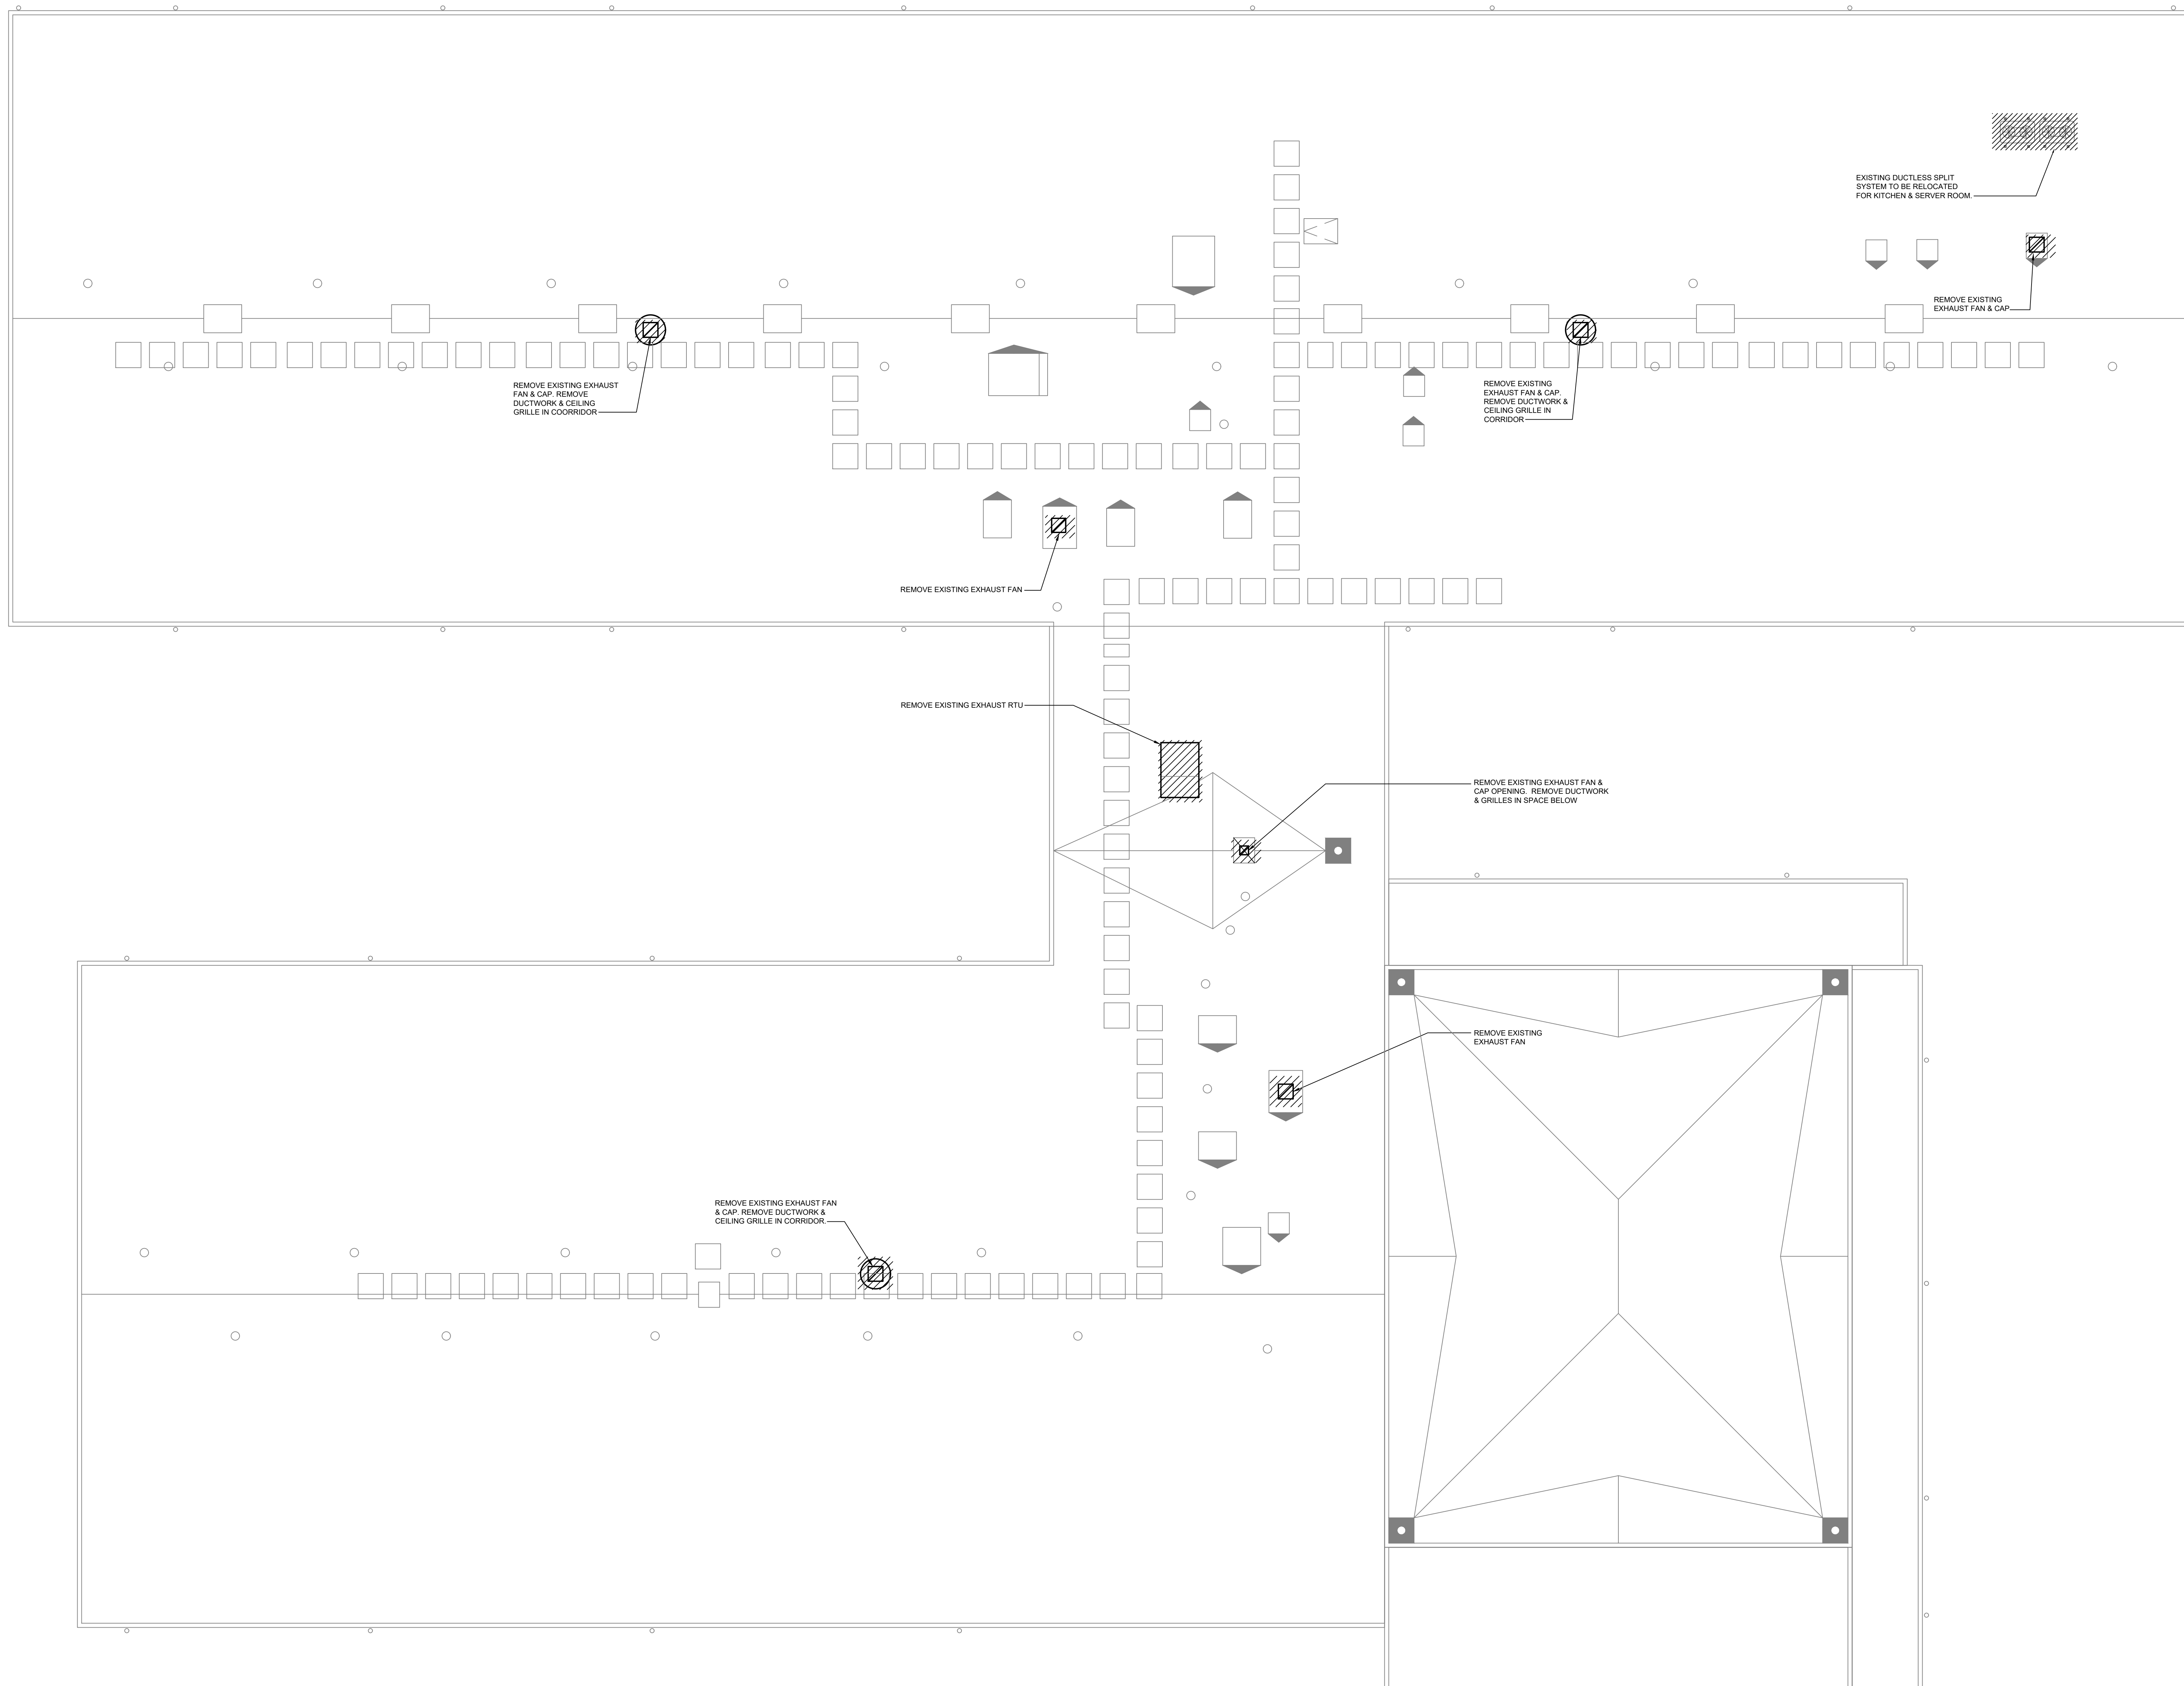 EXISTING DUCTLESS SPLIT
SYSTEM TO BE RELOCATED
FOR KITCHEN & SERVER ROOM.
REMOVE EXISTING
EXHAUST FAN & CAP
REMOVE EXISTING EXHAUST
FAN & CAP. REMOVE
DUCTWORK & CEILING
GRILLE IN COORRIDOR
REMOVE EXISTING
EXHAUST FAN & CAP.
REMOVE DUCTWORK &
CEILING GRILLE IN
CORRIDOR
REMOVE EXISTING EXHAUST FAN
REMOVE EXISTING EXHAUST RTU
REMOVE EXISTING EXHAUST FAN &
CAP OPENING. REMOVE DUCTWORK
& GRILLES IN SPACE BELOW
REMOVE EXISTING
EXHAUST FAN
REMOVE EXISTING EXHAUST FAN
& CAP. REMOVE DUCTWORK &
CEILING GRILLE IN CORRIDOR.